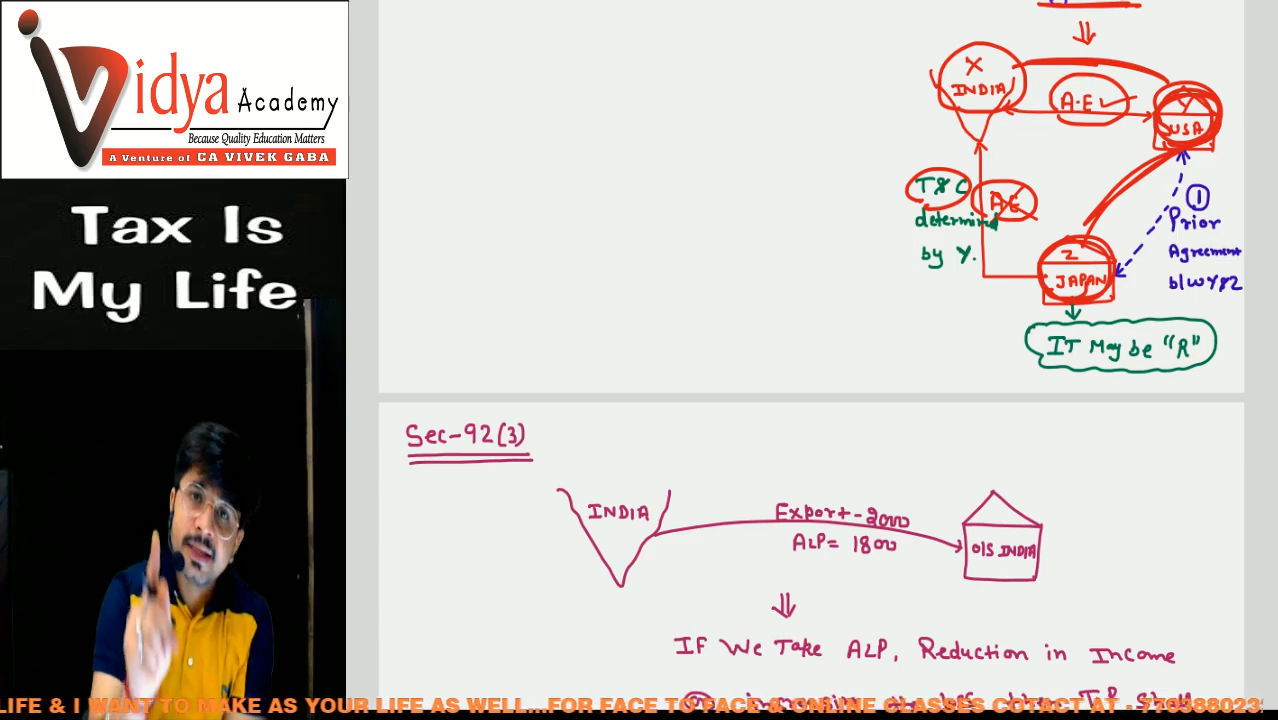 Vidya Academy
Because Quality Education Matters
A Venture of CA VIVEK GABA
Tax Is
My Life
X
INDIA
A.E ✓
Y
USA
T&C
determined
by Y.
A.E
①
Prior
Agreement
b/w Y&Z
Z
JAPAN
IT May be "R"
Sec-92(3)
INDIA
Export-2000
ALP= 1800
O/S INDIA
IF We Take ALP, Reduction in Income
LIFE & I WANT TO MAKE AS YOUR LIFE AS WELL....FOR FACE TO FACE & ONLINE CLASSES COTACT AT -